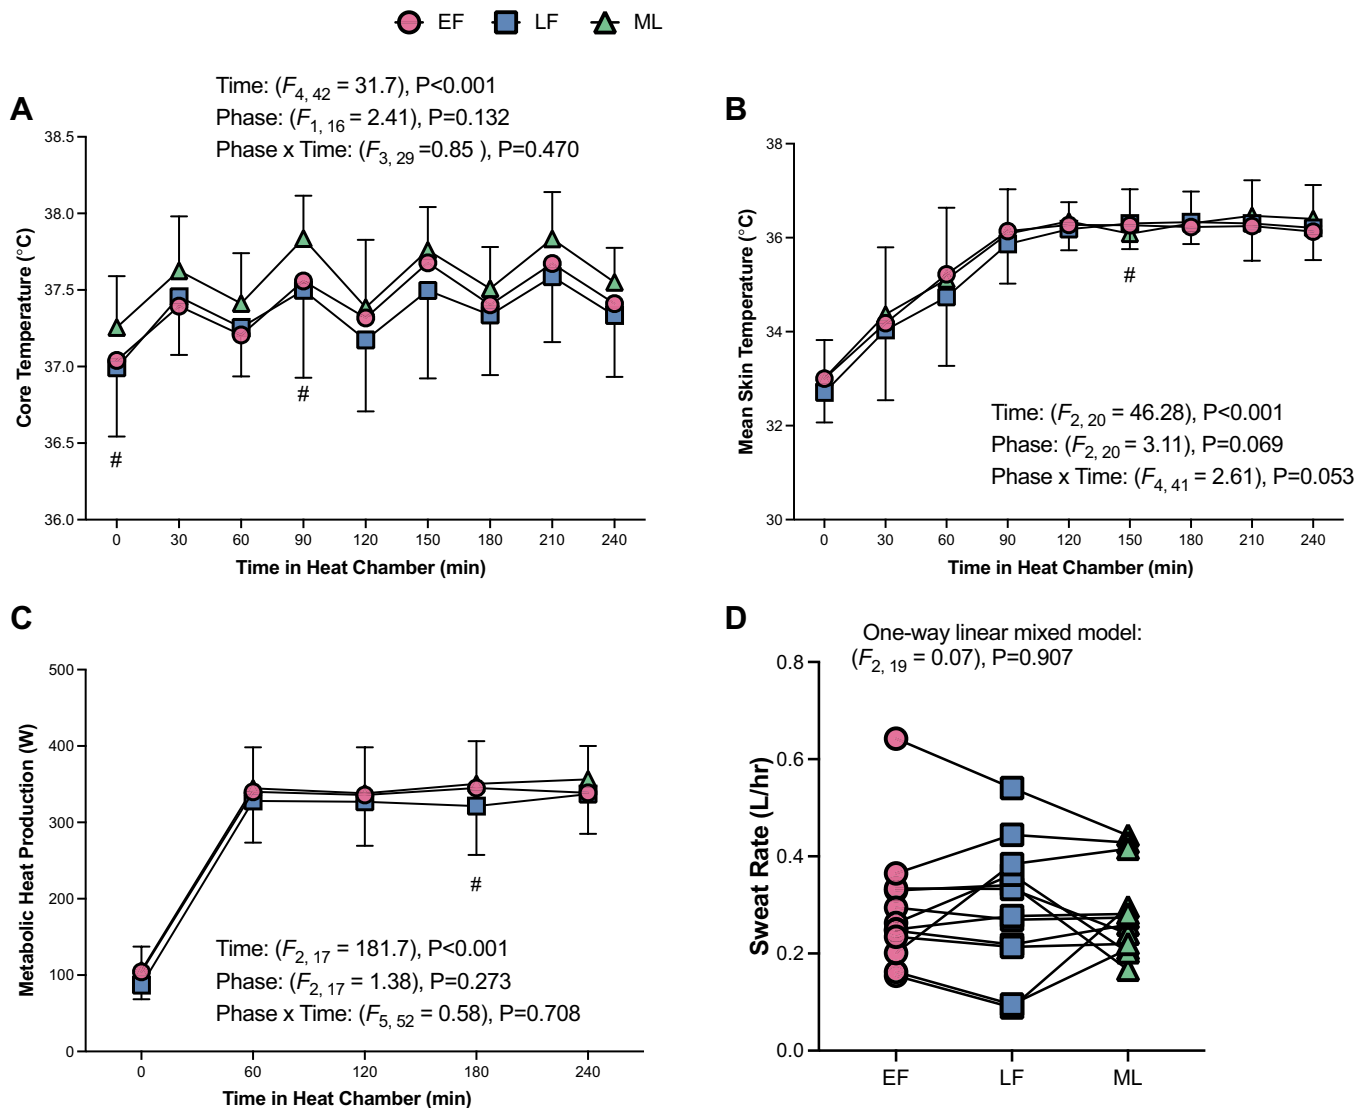 EF LF ML
A
Time: (F4, 42 = 31.7), P<0.001
Phase: (F1, 16 = 2.41), P=0.132
Phase x Time: (F3, 29 =0.85 ), P=0.470
Core Temperature (°C)
38.5
38.0
37.5
37.0
36.5
36.0
#
#
0 30 60 90 120 150 180 210 240
Time in Heat Chamber (min)
B
Mean Skin Temperature (°C)
38
36
34
32
30
#
Time: (F2, 20 = 46.28), P<0.001
Phase: (F2, 20 = 3.11), P=0.069
Phase x Time: (F4, 41 = 2.61), P=0.053
0 30 60 90 120 150 180 210 240
Time in Heat Chamber (min)
C
Metabolic Heat Production (W)
500
400
300
200
100
0
#
Time: (F2, 17 = 181.7), P<0.001
Phase: (F2, 17 = 1.38), P=0.273
Phase x Time: (F5, 52 = 0.58), P=0.708
0 60 120 180 240
Time in Heat Chamber (min)
D
One-way linear mixed model:
(F2, 19 = 0.07), P=0.907
Sweat Rate (L/hr)
0.8
0.6
0.4
0.2
0.0
EF LF ML